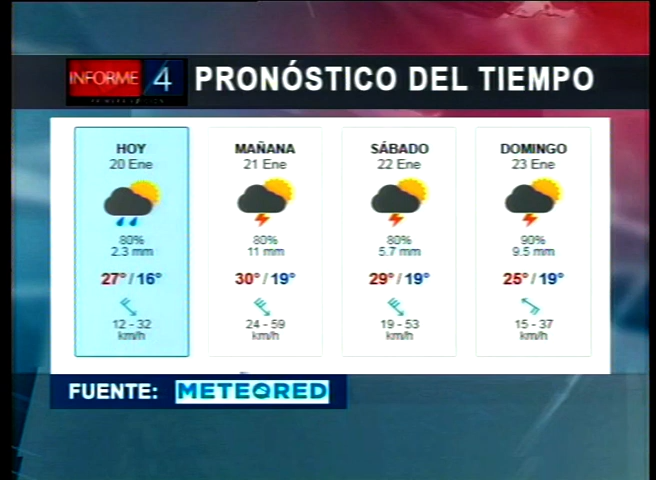 INFORME 4
PRIMERA EDICIÓN
PRONÓSTICO DEL TIEMPO
HOY
20 Ene
80%
2.3 mm
27° / 16°
12 - 32
km/h
MAÑANA
21 Ene
80%
11 mm
30° / 19°
24 - 59
km/h
SÁBADO
22 Ene
80%
5.7 mm
29° / 19°
19 - 53
km/h
DOMINGO
23 Ene
90%
9.5 mm
25° / 19°
15 - 37
km/h
FUENTE: METEORED